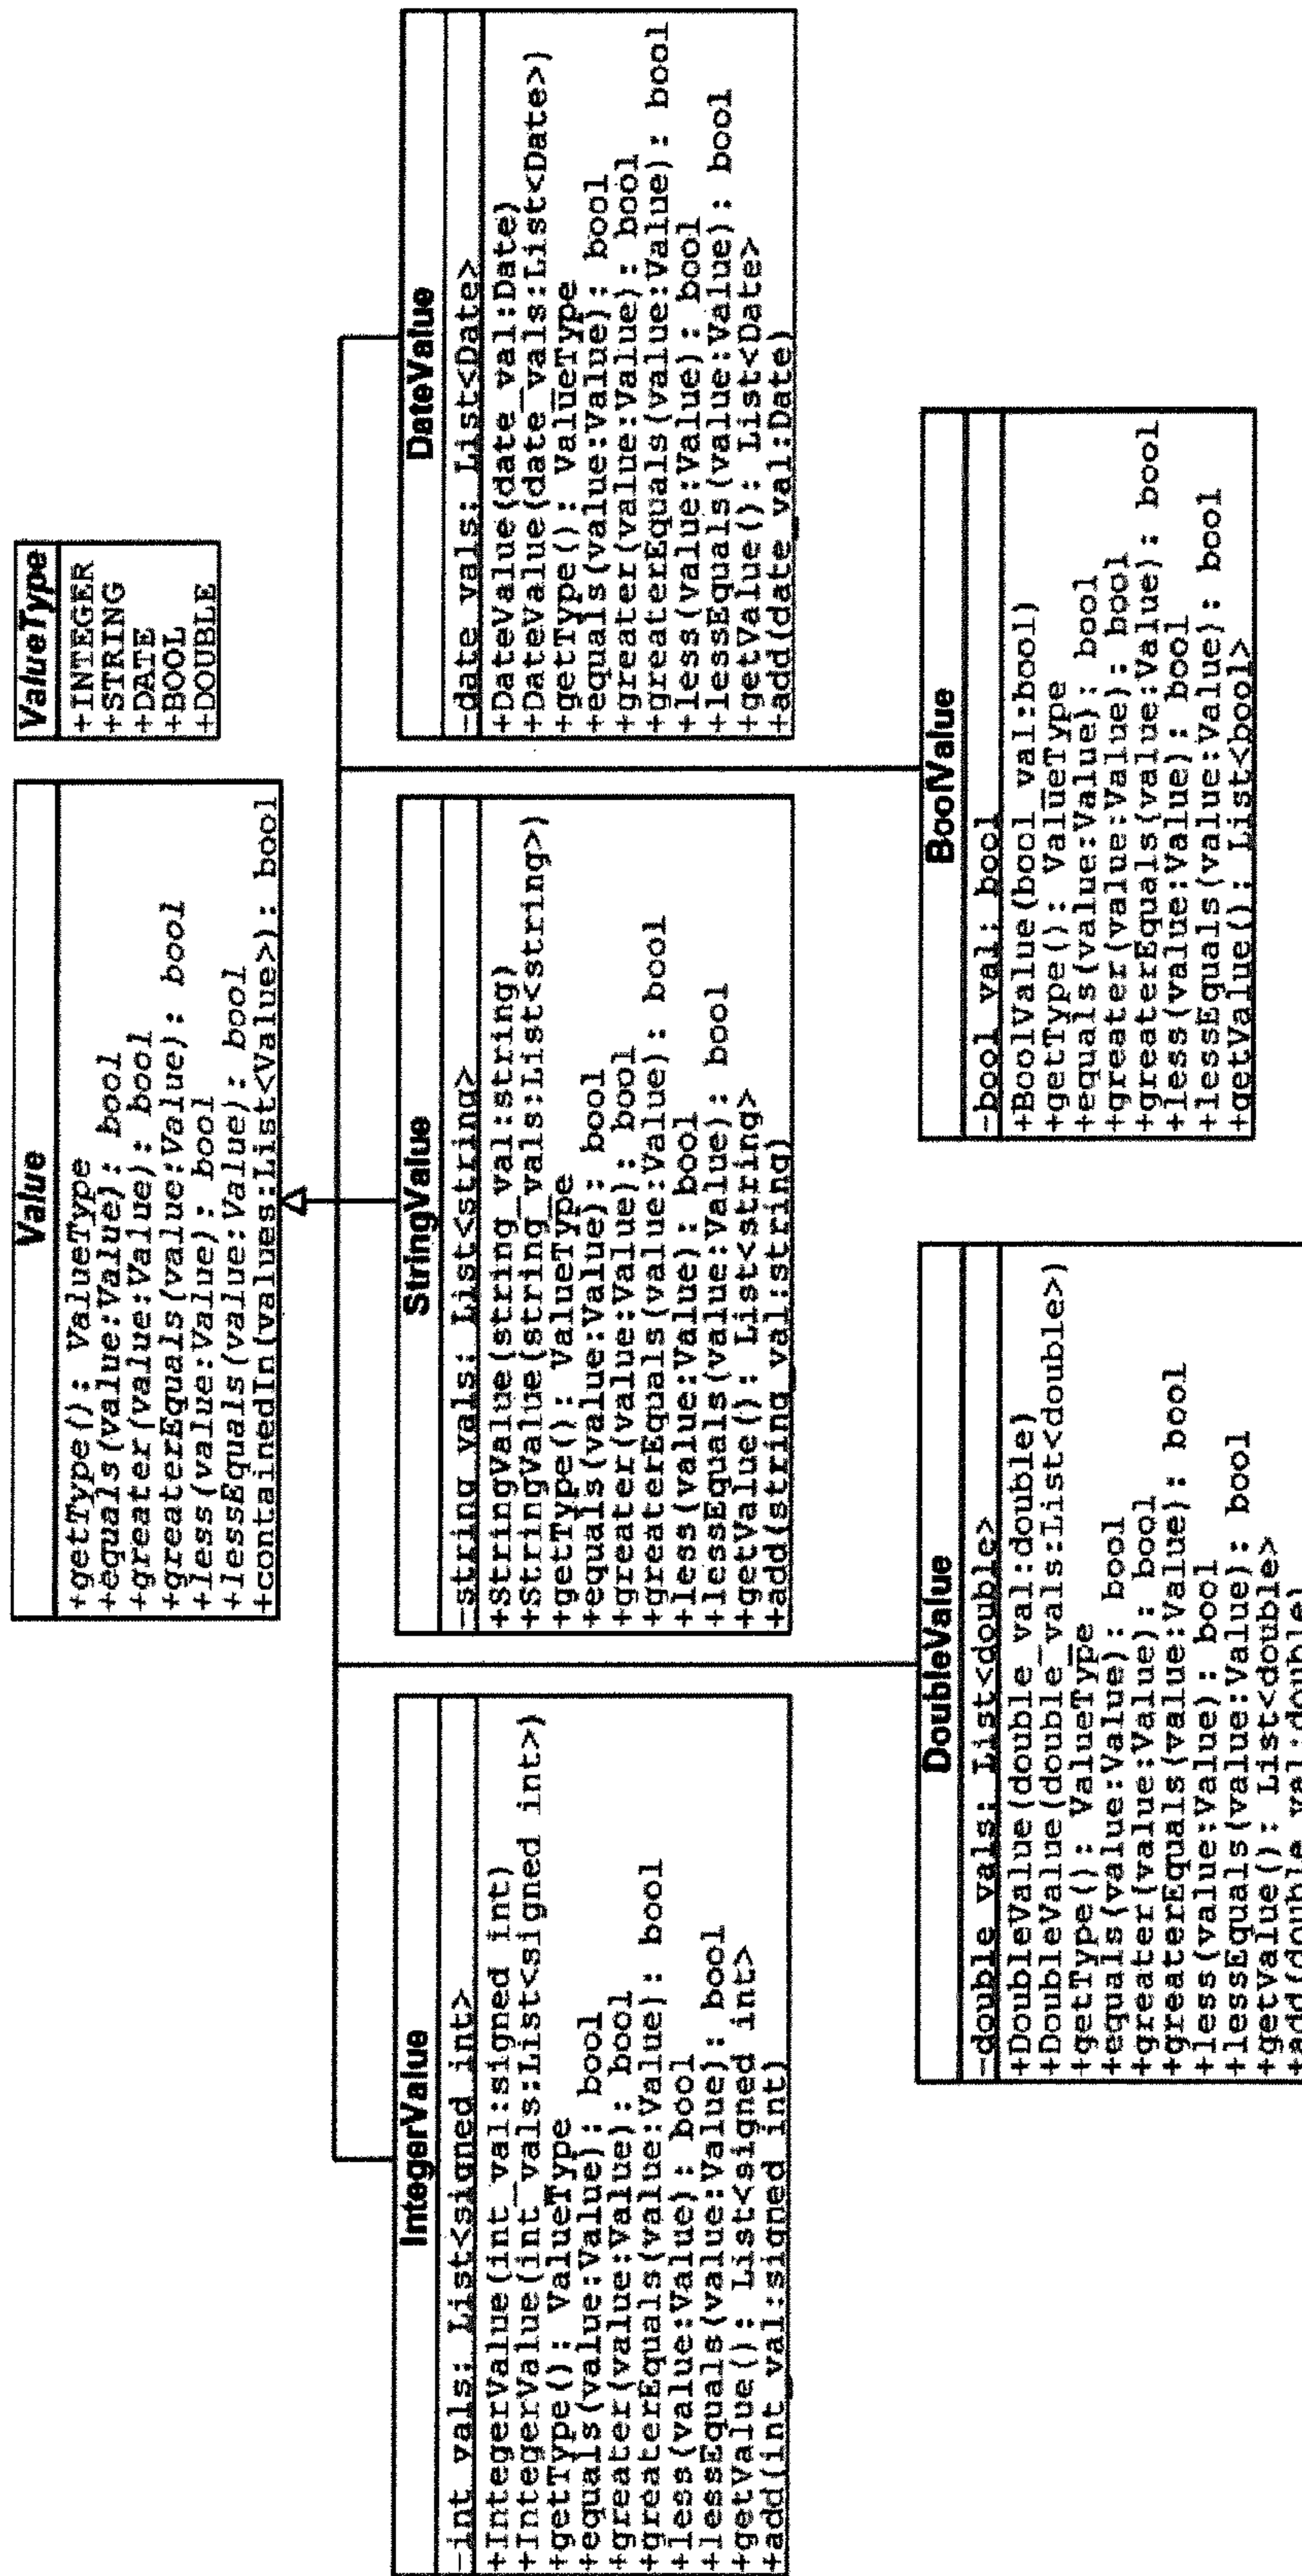 Value
+getType(): ValueType
+equals(value:Value): bool
+greater(value:Value): bool
+greaterEquals(value:Value): bool
+less(value:Value): bool
+lessEquals(value:Value): bool
+containedIn(values:List<Value>): bool
ValueType
+INTEGER
+STRING
+DATE
+BOOL
+DOUBLE
IntegerValue
-int_vals: List<signed int>
+IntegerValue(int_val:signed int)
+IntegerValue(int_vals:List<signed int>)
+getType(): ValueType
+equals(value:Value): bool
+greater(value:Value): bool
+greaterEquals(value:Value): bool
+less(value:Value): bool
+lessEquals(value:Value): bool
+getValue(): List<signed int>
+add(int_val:signed int)
StringValue
-string_vals: List<string>
+StringValue(string_val:string)
+StringValue(string_vals:List<string>)
+getType(): ValueType
+equals(value:Value): bool
+greater(value:Value): bool
+greaterEquals(value:Value): bool
+less(value:Value): bool
+lessEquals(value:Value): bool
+getValue(): List<string>
+add(string_val:string)
DateValue
-date_vals: List<Date>
+DateValue(date_val:Date)
+DateValue(date_vals:List<Date>)
+getType(): ValueType
+equals(value:Value): bool
+greater(value:Value): bool
+greaterEquals(value:Value): bool
+less(value:Value): bool
+lessEquals(value:Value): bool
+getValue(): List<Date>
+add(date_val:Date)
DoubleValue
-double_vals: List<double>
+DoubleValue(double_val:double)
+DoubleValue(double_vals:List<double>)
+getType(): ValueType
+equals(value:Value): bool
+greater(value:Value): bool
+greaterEquals(value:Value): bool
+less(value:Value): bool
+lessEquals(value:Value): bool
+getValue(): List<double>
+add(double_val:double)
BoolValue
-bool_val: bool
+BoolValue(bool_val:bool)
+getType(): ValueType
+equals(value:Value): bool
+greater(value:Value): bool
+greaterEquals(value:Value): bool
+less(value:Value): bool
+lessEquals(value:Value): bool
+getValue(): List<bool>